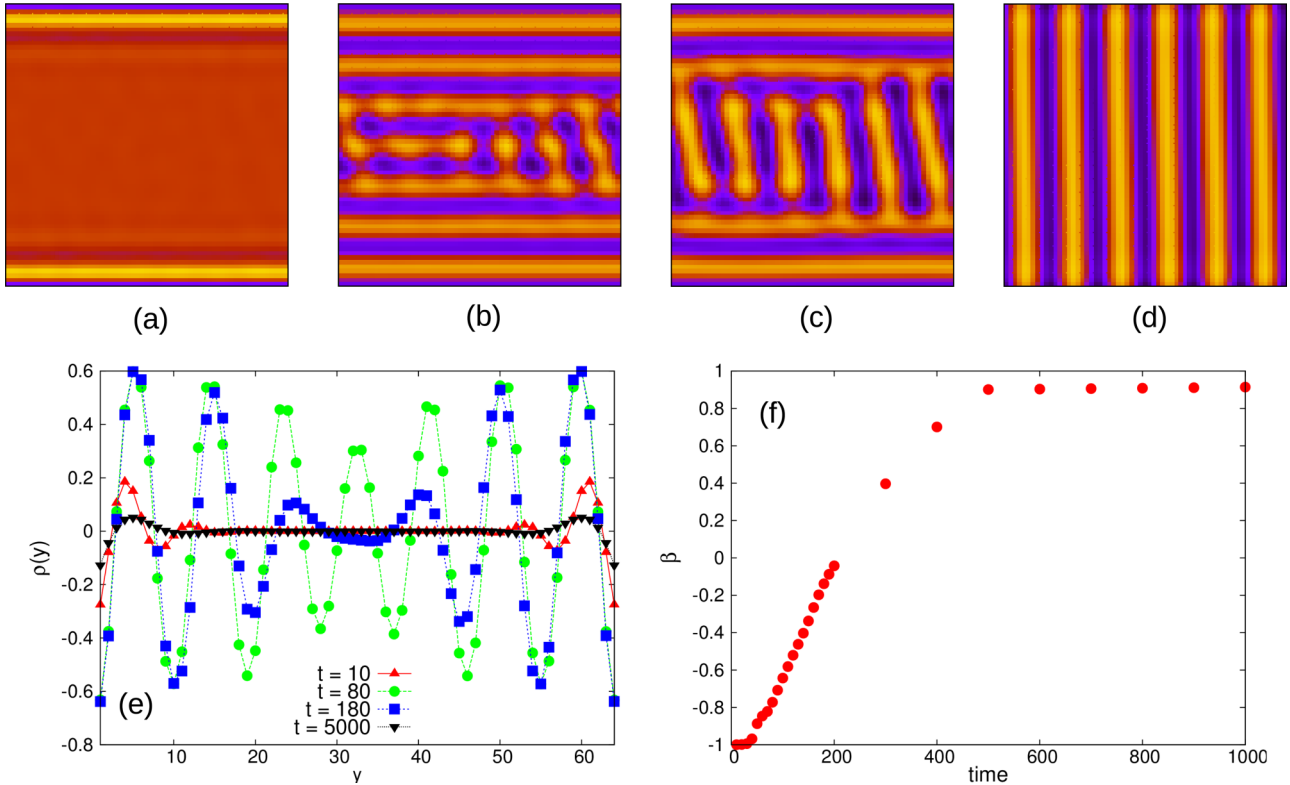 (a) (b) (c) (d)
ρ(y)
0.6
0.4
0.2
0
-0.2
-0.4
-0.6
-0.8
10 20 30 40 50 60
y
(e)
t = 10
t = 80
t = 180
t = 5000
β
1
0.8
0.6
0.4
0.2
0
-0.2
-0.4
-0.6
-0.8
-1
0 200 400 600 800 1000
time
(f)